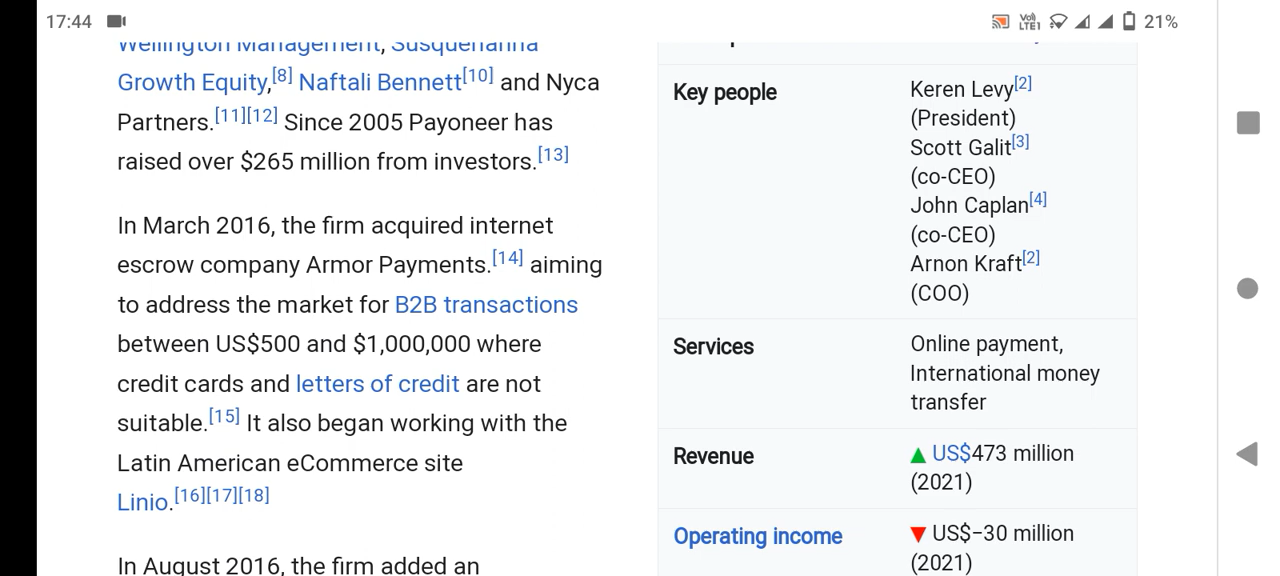 17:44
Vo) LTE1
21%
Wellington Management, Susquehanna
Growth Equity,[8] Naftali Bennett[10] and Nyca
Partners.[11][12] Since 2005 Payoneer has
raised over $265 million from investors.[13]
In March 2016, the firm acquired internet
escrow company Armor Payments.[14] aiming
to address the market for B2B transactions
between US$500 and $1,000,000 where
credit cards and letters of credit are not
suitable.[15] It also began working with the
Latin American eCommerce site
Linio.[16][17][18]
In August 2016, the firm added an
Key people
Keren Levy[2]
(President)
Scott Galit[3]
(co-CEO)
John Caplan[4]
(co-CEO)
Arnon Kraft[2]
(COO)
Services
Online payment,
International money
transfer
Revenue
▲ US$473 million
(2021)
Operating income
▼ US$−30 million
(2021)